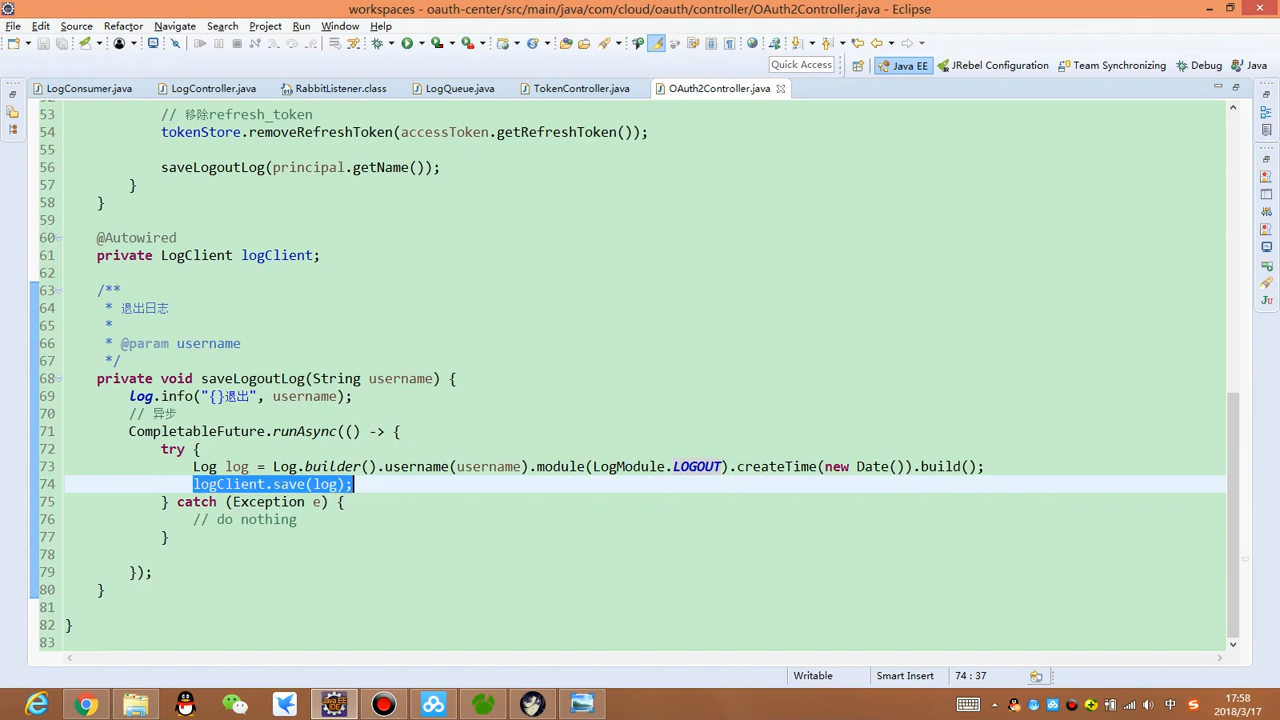 workspaces - oauth-center/src/main/java/com/cloud/oauth/controller/OAuth2Controller.java - Eclipse
File Edit Source Refactor Navigate Search Project Run Window Help
Quick Access
Java EE JRebel Configuration Team Synchronizing Debug Java
LogConsumer.java LogController.java RabbitListener.class LogQueue.java TokenController.java OAuth2Controller.java
53 // 移除refresh_token
54 tokenStore.removeRefreshToken(accessToken.getRefreshToken());
55
56 saveLogoutLog(principal.getName());
57 }
58 }
59
60 @Autowired
61 private LogClient logClient;
62
63 /**
64 * 退出日志
65 *
66 * @param username
67 */
68 private void saveLogoutLog(String username) {
69 log.info("{}退出", username);
70 // 异步
71 CompletableFuture.runAsync(() -> {
72 try {
73 Log log = Log.builder().username(username).module(LogModule.LOGOUT).createTime(new Date()).build();
74 logClient.save(log);
75 } catch (Exception e) {
76 // do nothing
77 }
78
79 });
80 }
81
82 }
83
Writable Smart Insert 74 : 37
中
17:58
2018/3/17